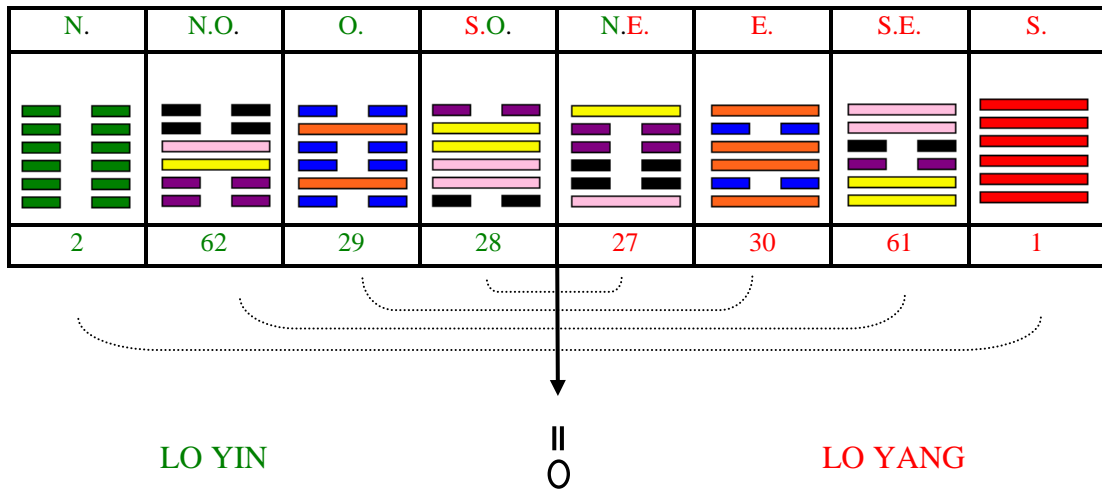 N. N.O. O. S.O. N.E. E. S.E. S.
2 62 29 28 27 30 61 1
LO YIN = O LO YANG